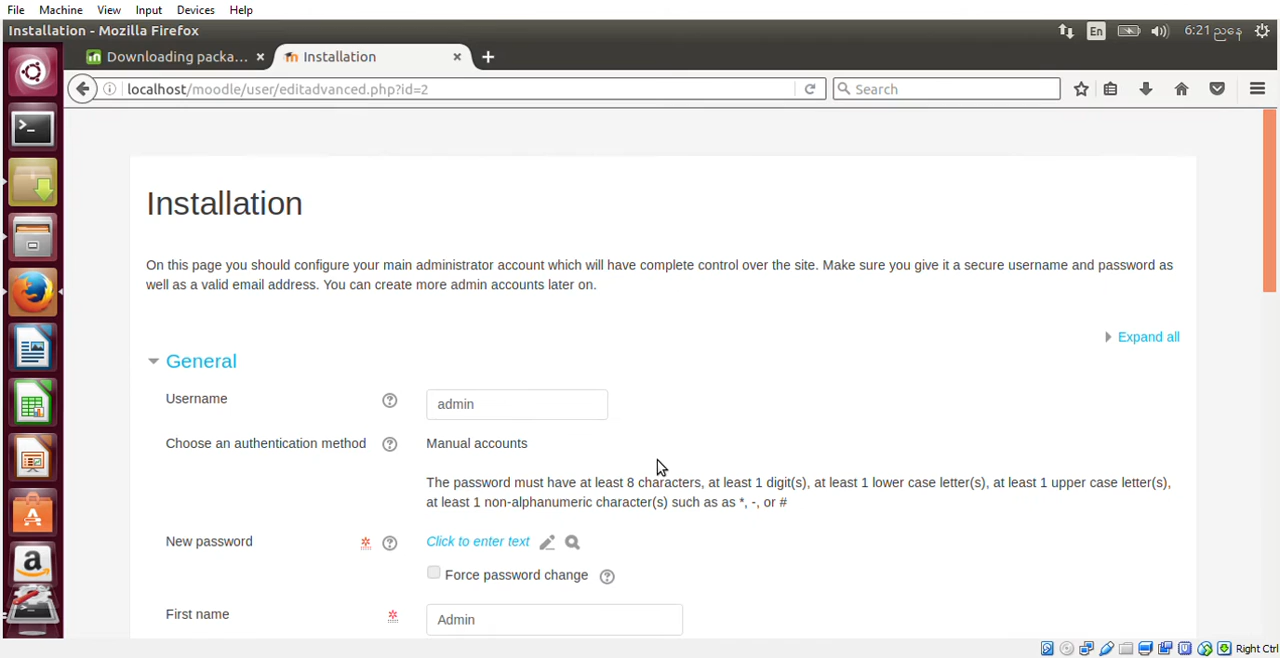 File Machine View Input Devices Help
Installation - Mozilla Firefox En 6:21 ညနေ
Downloading packa... × Installation × +
localhost/moodle/user/editadvanced.php?id=2 Search
Installation
On this page you should configure your main administrator account which will have complete control over the site. Make sure you give it a secure username and password as
well as a valid email address. You can create more admin accounts later on.
Expand all
General
Username admin
Choose an authentication method Manual accounts
The password must have at least 8 characters, at least 1 digit(s), at least 1 lower case letter(s), at least 1 upper case letter(s),
at least 1 non-alphanumeric character(s) such as as *, -, or #
New password Click to enter text
Force password change
First name Admin
Right Ctrl